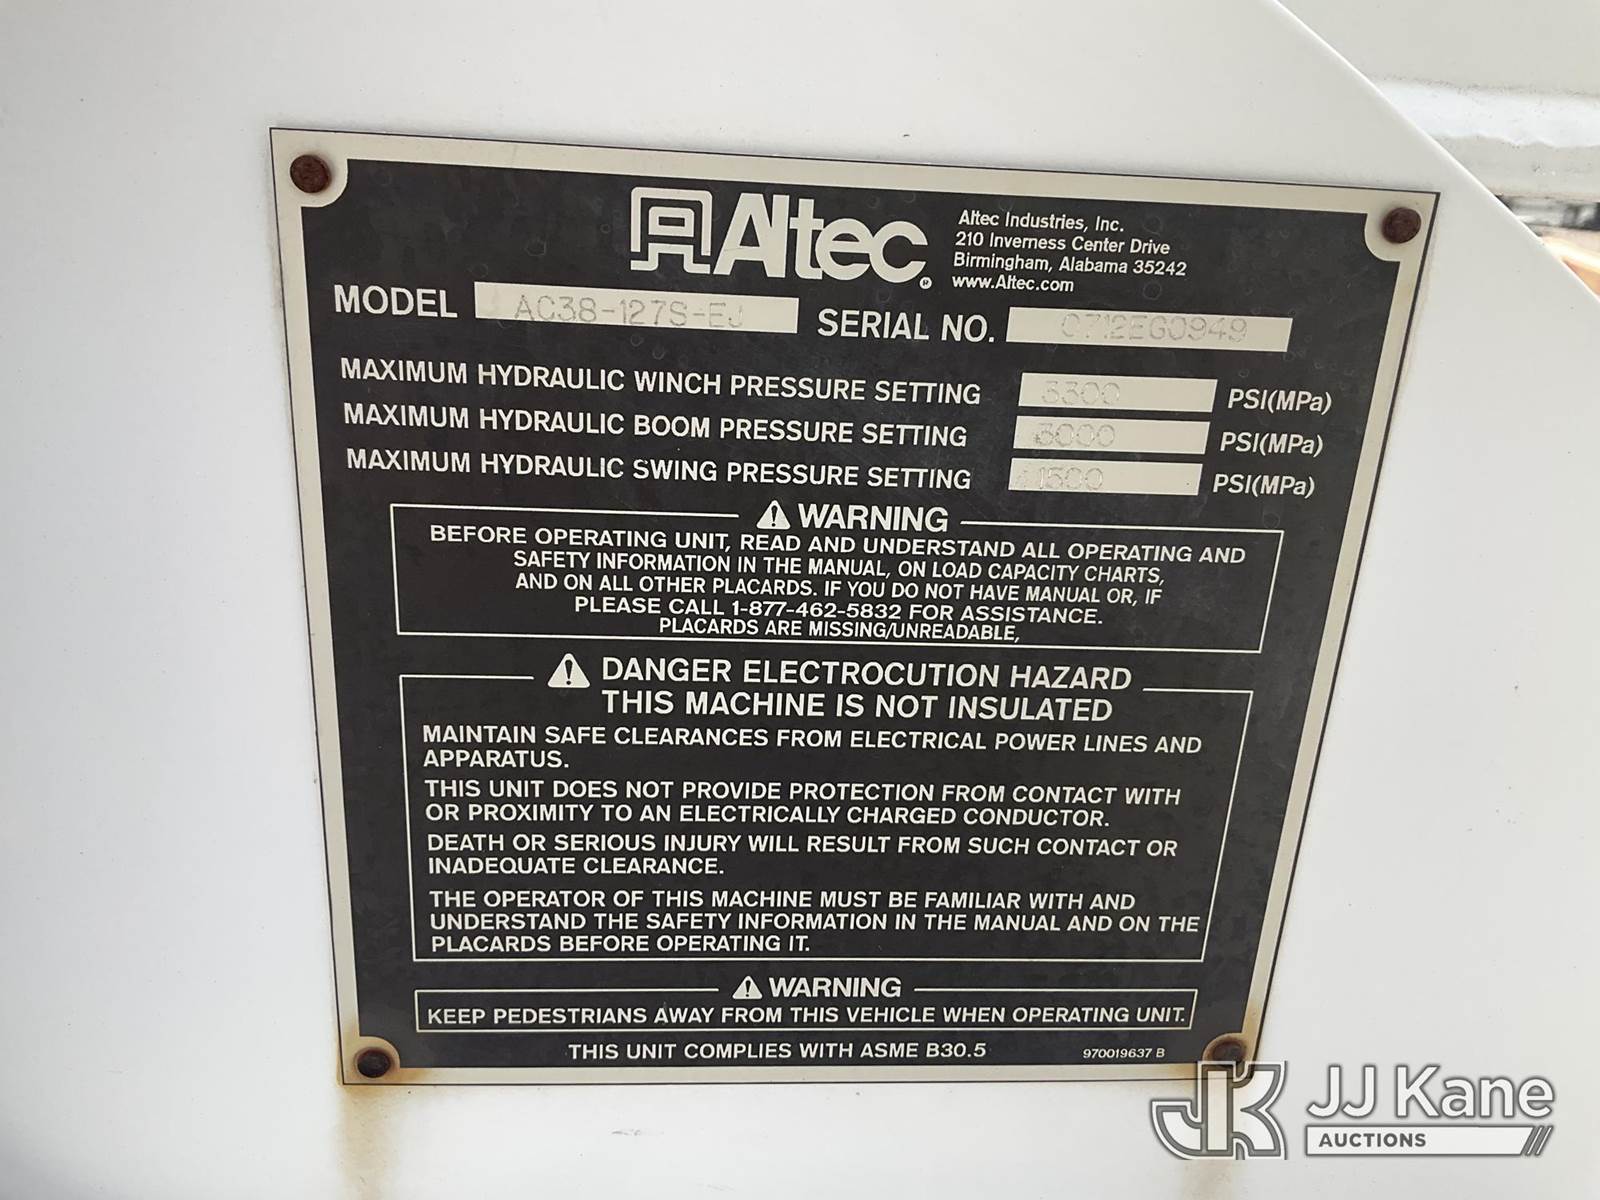 Altec
Altec Industries, Inc.
210 Inverness Center Drive
Birmingham, Alabama 35242
www.Altec.com
MODEL AC38-127S-EJ SERIAL NO. 0712EG0949
MAXIMUM HYDRAULIC WINCH PRESSURE SETTING 3300 PSI(MPa)
MAXIMUM HYDRAULIC BOOM PRESSURE SETTING 3000 PSI(MPa)
MAXIMUM HYDRAULIC SWING PRESSURE SETTING 1500 PSI(MPa)
WARNING
BEFORE OPERATING UNIT, READ AND UNDERSTAND ALL OPERATING AND
SAFETY INFORMATION IN THE MANUAL, ON LOAD CAPACITY CHARTS,
AND ON ALL OTHER PLACARDS. IF YOU DO NOT HAVE MANUAL OR, IF
PLEASE CALL 1-877-462-5832 FOR ASSISTANCE.
PLACARDS ARE MISSING/UNREADABLE,
DANGER ELECTROCUTION HAZARD
THIS MACHINE IS NOT INSULATED
MAINTAIN SAFE CLEARANCES FROM ELECTRICAL POWER LINES AND
APPARATUS.
THIS UNIT DOES NOT PROVIDE PROTECTION FROM CONTACT WITH
OR PROXIMITY TO AN ELECTRICALLY CHARGED CONDUCTOR.
DEATH OR SERIOUS INJURY WILL RESULT FROM SUCH CONTACT OR
INADEQUATE CLEARANCE.
THE OPERATOR OF THIS MACHINE MUST BE FAMILIAR WITH AND
UNDERSTAND THE SAFETY INFORMATION IN THE MANUAL AND ON THE
PLACARDS BEFORE OPERATING IT.
WARNING
KEEP PEDESTRIANS AWAY FROM THIS VEHICLE WHEN OPERATING UNIT.
THIS UNIT COMPLIES WITH ASME B30.5
970019637 B
JK JJ Kane
AUCTIONS